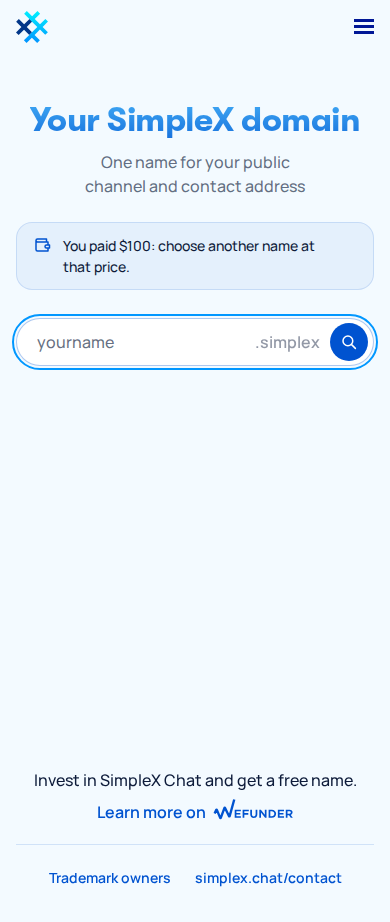 Your SimpleX domain
One name for your public
channel and contact address
You paid $100: choose another name at
that price.
yourname .simplex
Invest in SimpleX Chat and get a free name.
Learn more on WEFUNDER
Trademark owners simplex.chat/contact